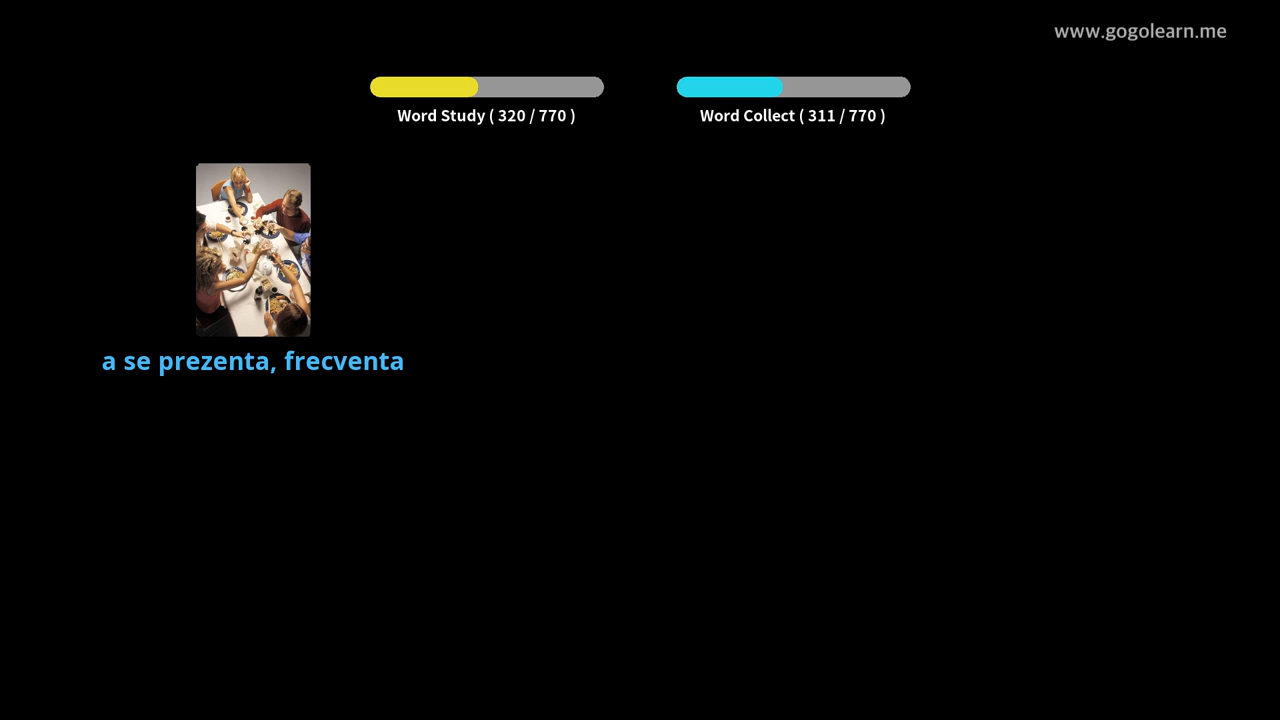 www.gogolearn.me
Word Study ( 320 / 770 )
Word Collect ( 311 / 770 )
a se prezenta, frecventa